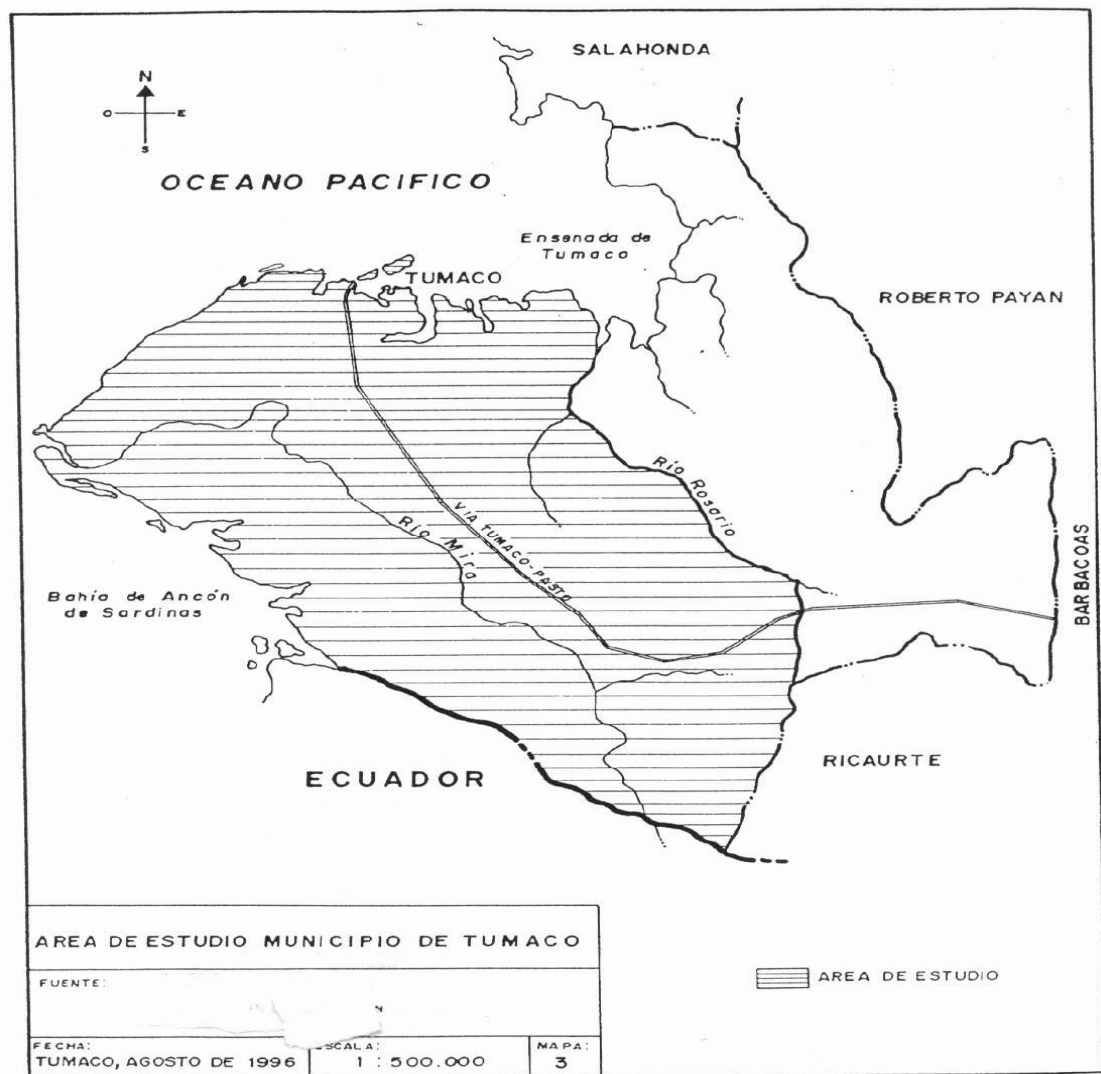 SALAHONDA
N
O E
S
OCEANO PACIFICO
Ensenada de
Tumaco
TUMACO
ROBERTO PAYAN
Río Rosario
VIA TUMACO-PASTO
Río Mira
Bahía de Ancón
de Sardinas
BARBACOAS
ECUADOR
RICAURTE
AREA DE ESTUDIO MUNICIPIO DE TUMACO
FUENTE:
N
AREA DE ESTUDIO
FECHA:
TUMACO, AGOSTO DE 1996
ESCALA:
1 : 500.000
MAPA:
3